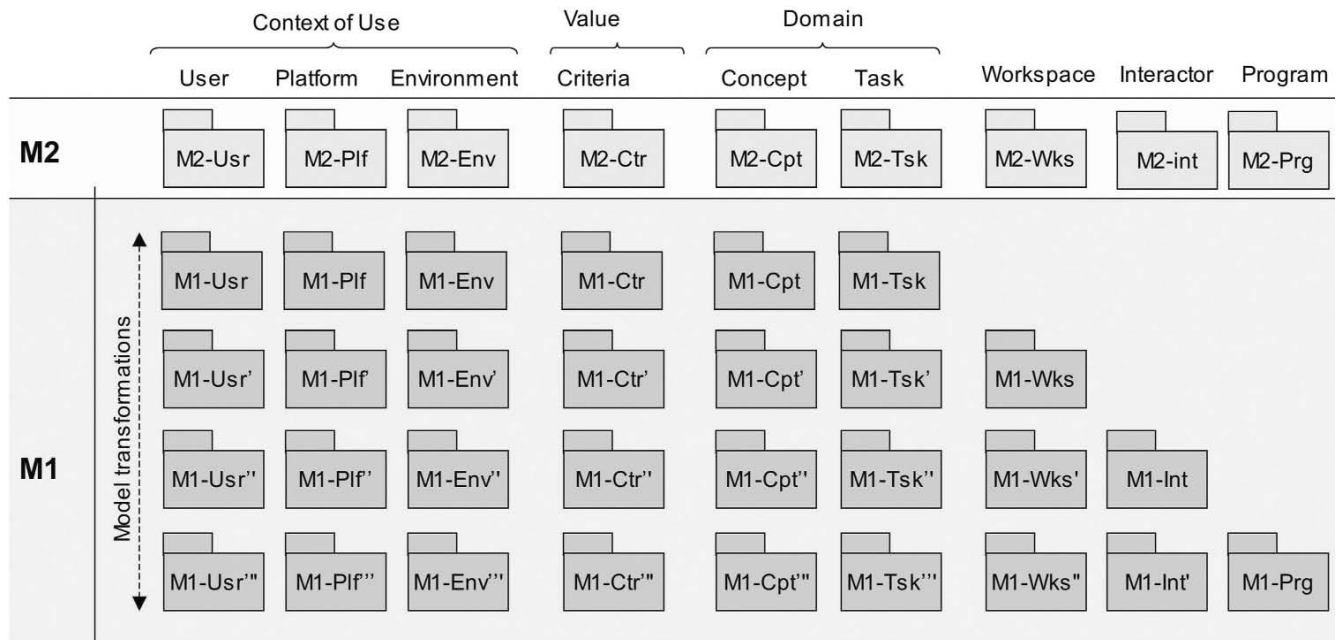 Context of Use Value Domain
User Platform Environment Criteria Concept Task Workspace Interactor Program
M2 M2-Usr M2-Plf M2-Env M2-Ctr M2-Cpt M2-Tsk M2-Wks M2-int M2-Prg
M1-Usr M1-Plf M1-Env M1-Ctr M1-Cpt M1-Tsk
M1-Usr' M1-Plf' M1-Env' M1-Ctr' M1-Cpt' M1-Tsk' M1-Wks
M1 Model transformations M1-Usr'' M1-Plf'' M1-Env'' M1-Ctr'' M1-Cpt'' M1-Tsk'' M1-Wks' M1-Int
M1-Usr''' M1-Plf''' M1-Env''' M1-Ctr''' M1-Cpt''' M1-Tsk''' M1-Wks'' M1-Int' M1-Prg